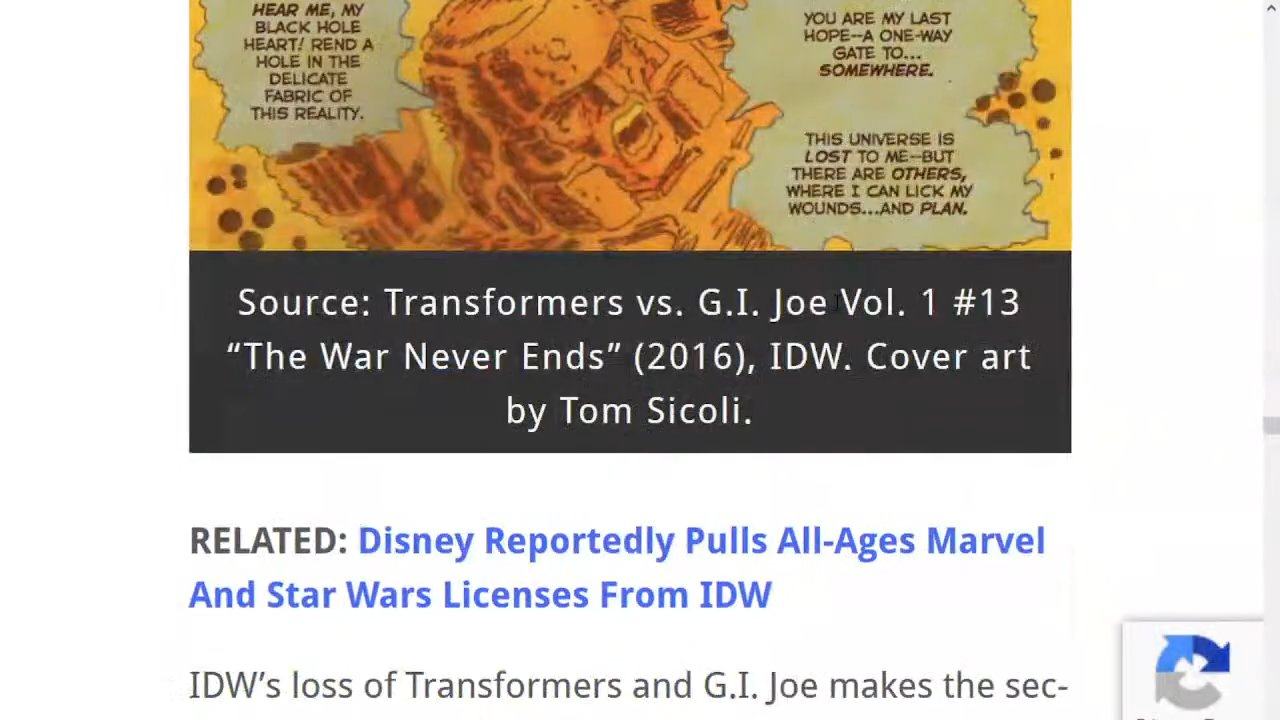 HEAR ME, MY
BLACK HOLE
HEART! REND A
HOLE IN THE
DELICATE
FABRIC OF
THIS REALITY.
YOU ARE MY LAST
HOPE--A ONE-WAY
GATE TO...
SOMEWHERE.
THIS UNIVERSE IS
LOST TO ME--BUT
THERE ARE OTHERS,
WHERE I CAN LICK MY
WOUNDS...AND PLAN.
Source: Transformers vs. G.I. Joe Vol. 1 #13
“The War Never Ends” (2016), IDW. Cover art
by Tom Sicoli.
RELATED: Disney Reportedly Pulls All-Ages Marvel
And Star Wars Licenses From IDW
IDW’s loss of Transformers and G.I. Joe makes the sec-